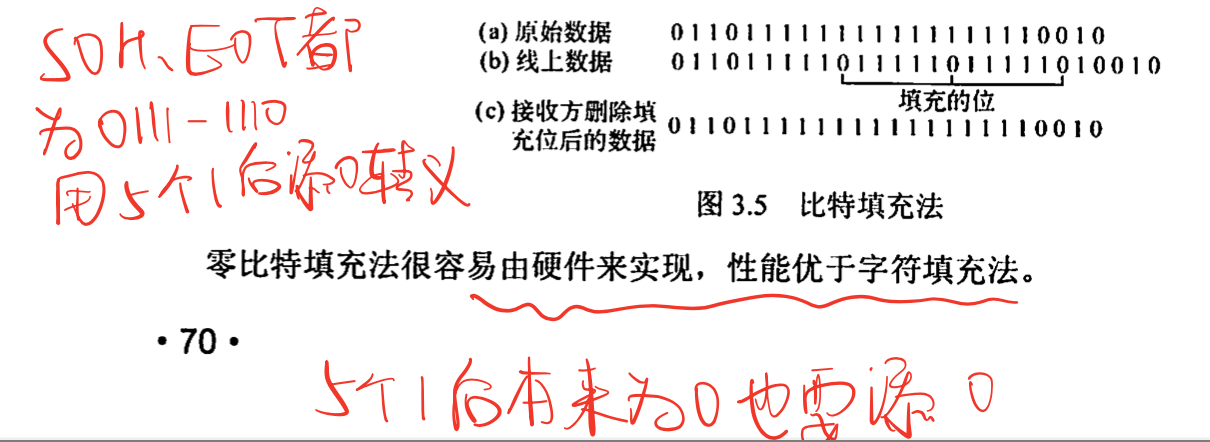 SOH、EOT都
为0111-1110
用5个1后添0转义
(a) 原始数据 011011111111111111110010
(b) 线上数据 011011111011111011111010010
填充的位
(c) 接收方删除填
充位后的数据 011011111111111111110010
图 3.5 比特填充法
零比特填充法很容易由硬件来实现，性能优于字符填充法。
·70·
5个1后本来为0也要添0